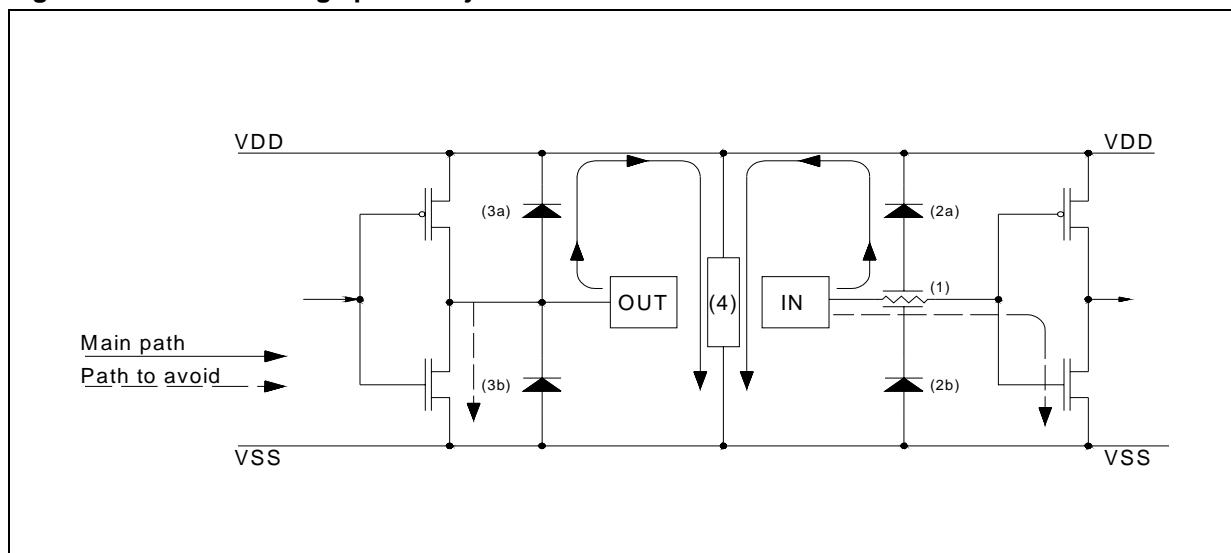 VDD
VDD
(3a)
(2a)
OUT
(4)
IN
(1)
Main path
Path to avoid
(3b)
(2b)
VSS
VSS